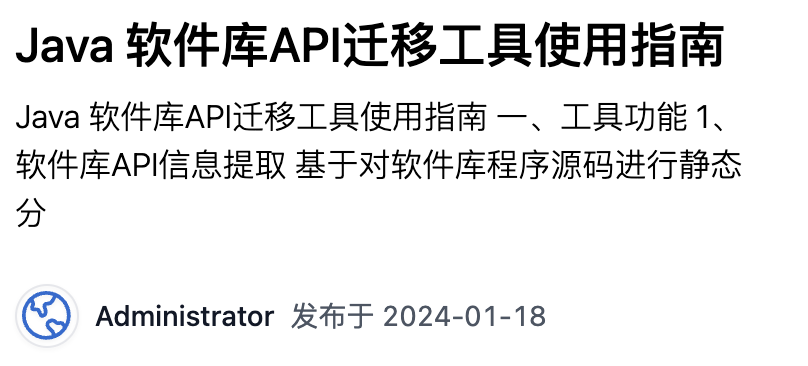 Java 软件库API迁移工具使用指南
Java 软件库API迁移工具使用指南 一、工具功能 1、
软件库API信息提取 基于对软件库程序源码进行静态
分
Administrator 发布于 2024-01-18